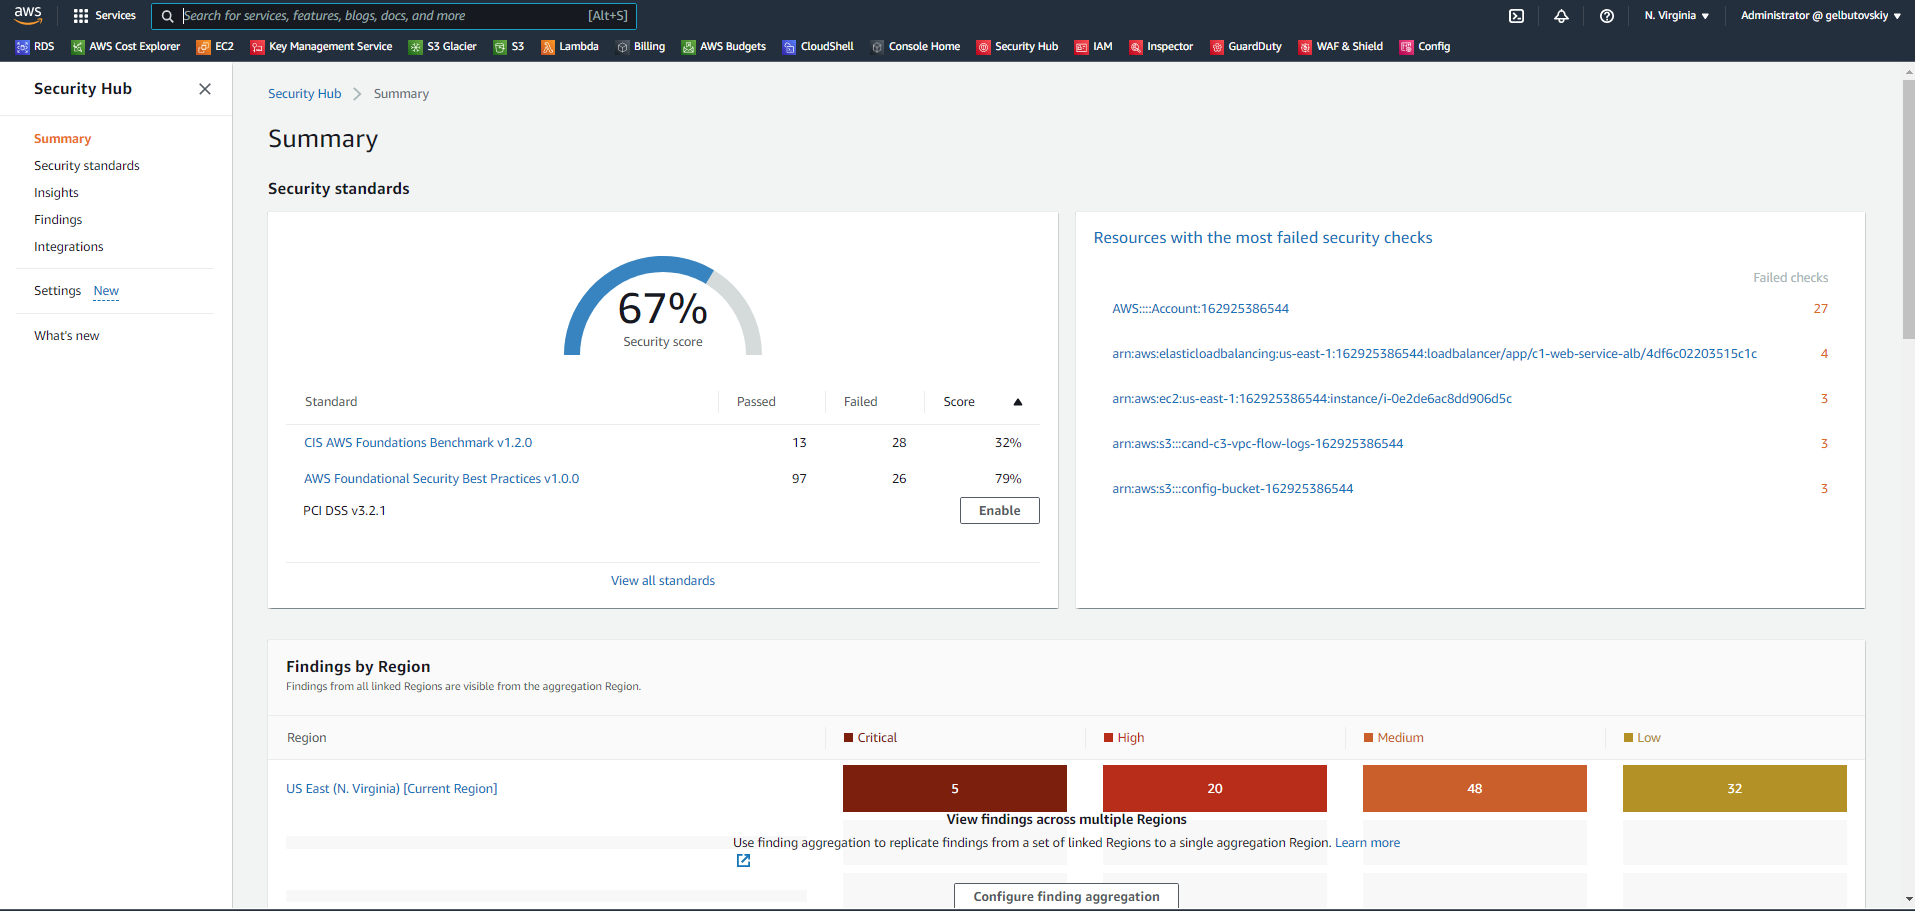 aws Services Search for services, features, blogs, docs, and more [Alt+S] N. Virginia ▼ Administrator @ gelbutovskiy ▼
RDS AWS Cost Explorer EC2 Key Management Service S3 Glacier S3 Lambda Billing AWS Budgets CloudShell Console Home Security Hub IAM Inspector GuardDuty WAF & Shield Config
Security Hub
Summary
Security standards
Insights
Findings
Integrations
Settings New
What's new
Security Hub > Summary
Summary
Security standards
67%
Security score
Standard Passed Failed Score
CIS AWS Foundations Benchmark v1.2.0 13 28 32%
AWS Foundational Security Best Practices v1.0.0 97 26 79%
PCI DSS v3.2.1 Enable
View all standards
Resources with the most failed security checks
Failed checks
AWS::::Account:162925386544 27
arn:aws:elasticloadbalancing:us-east-1:162925386544:loadbalancer/app/c1-web-service-alb/4df6c02203515c1c 4
arn:aws:ec2:us-east-1:162925386544:instance/i-0e2de6ac8dd906d5c 3
arn:aws:s3:::cand-c3-vpc-flow-logs-162925386544 3
arn:aws:s3:::config-bucket-162925386544 3
Findings by Region
Findings from all linked Regions are visible from the aggregation Region.
Region Critical High Medium Low
US East (N. Virginia) [Current Region] 5 20 48 32
View findings across multiple Regions
Use finding aggregation to replicate findings from a set of linked Regions to a single aggregation Region. Learn more
Configure finding aggregation